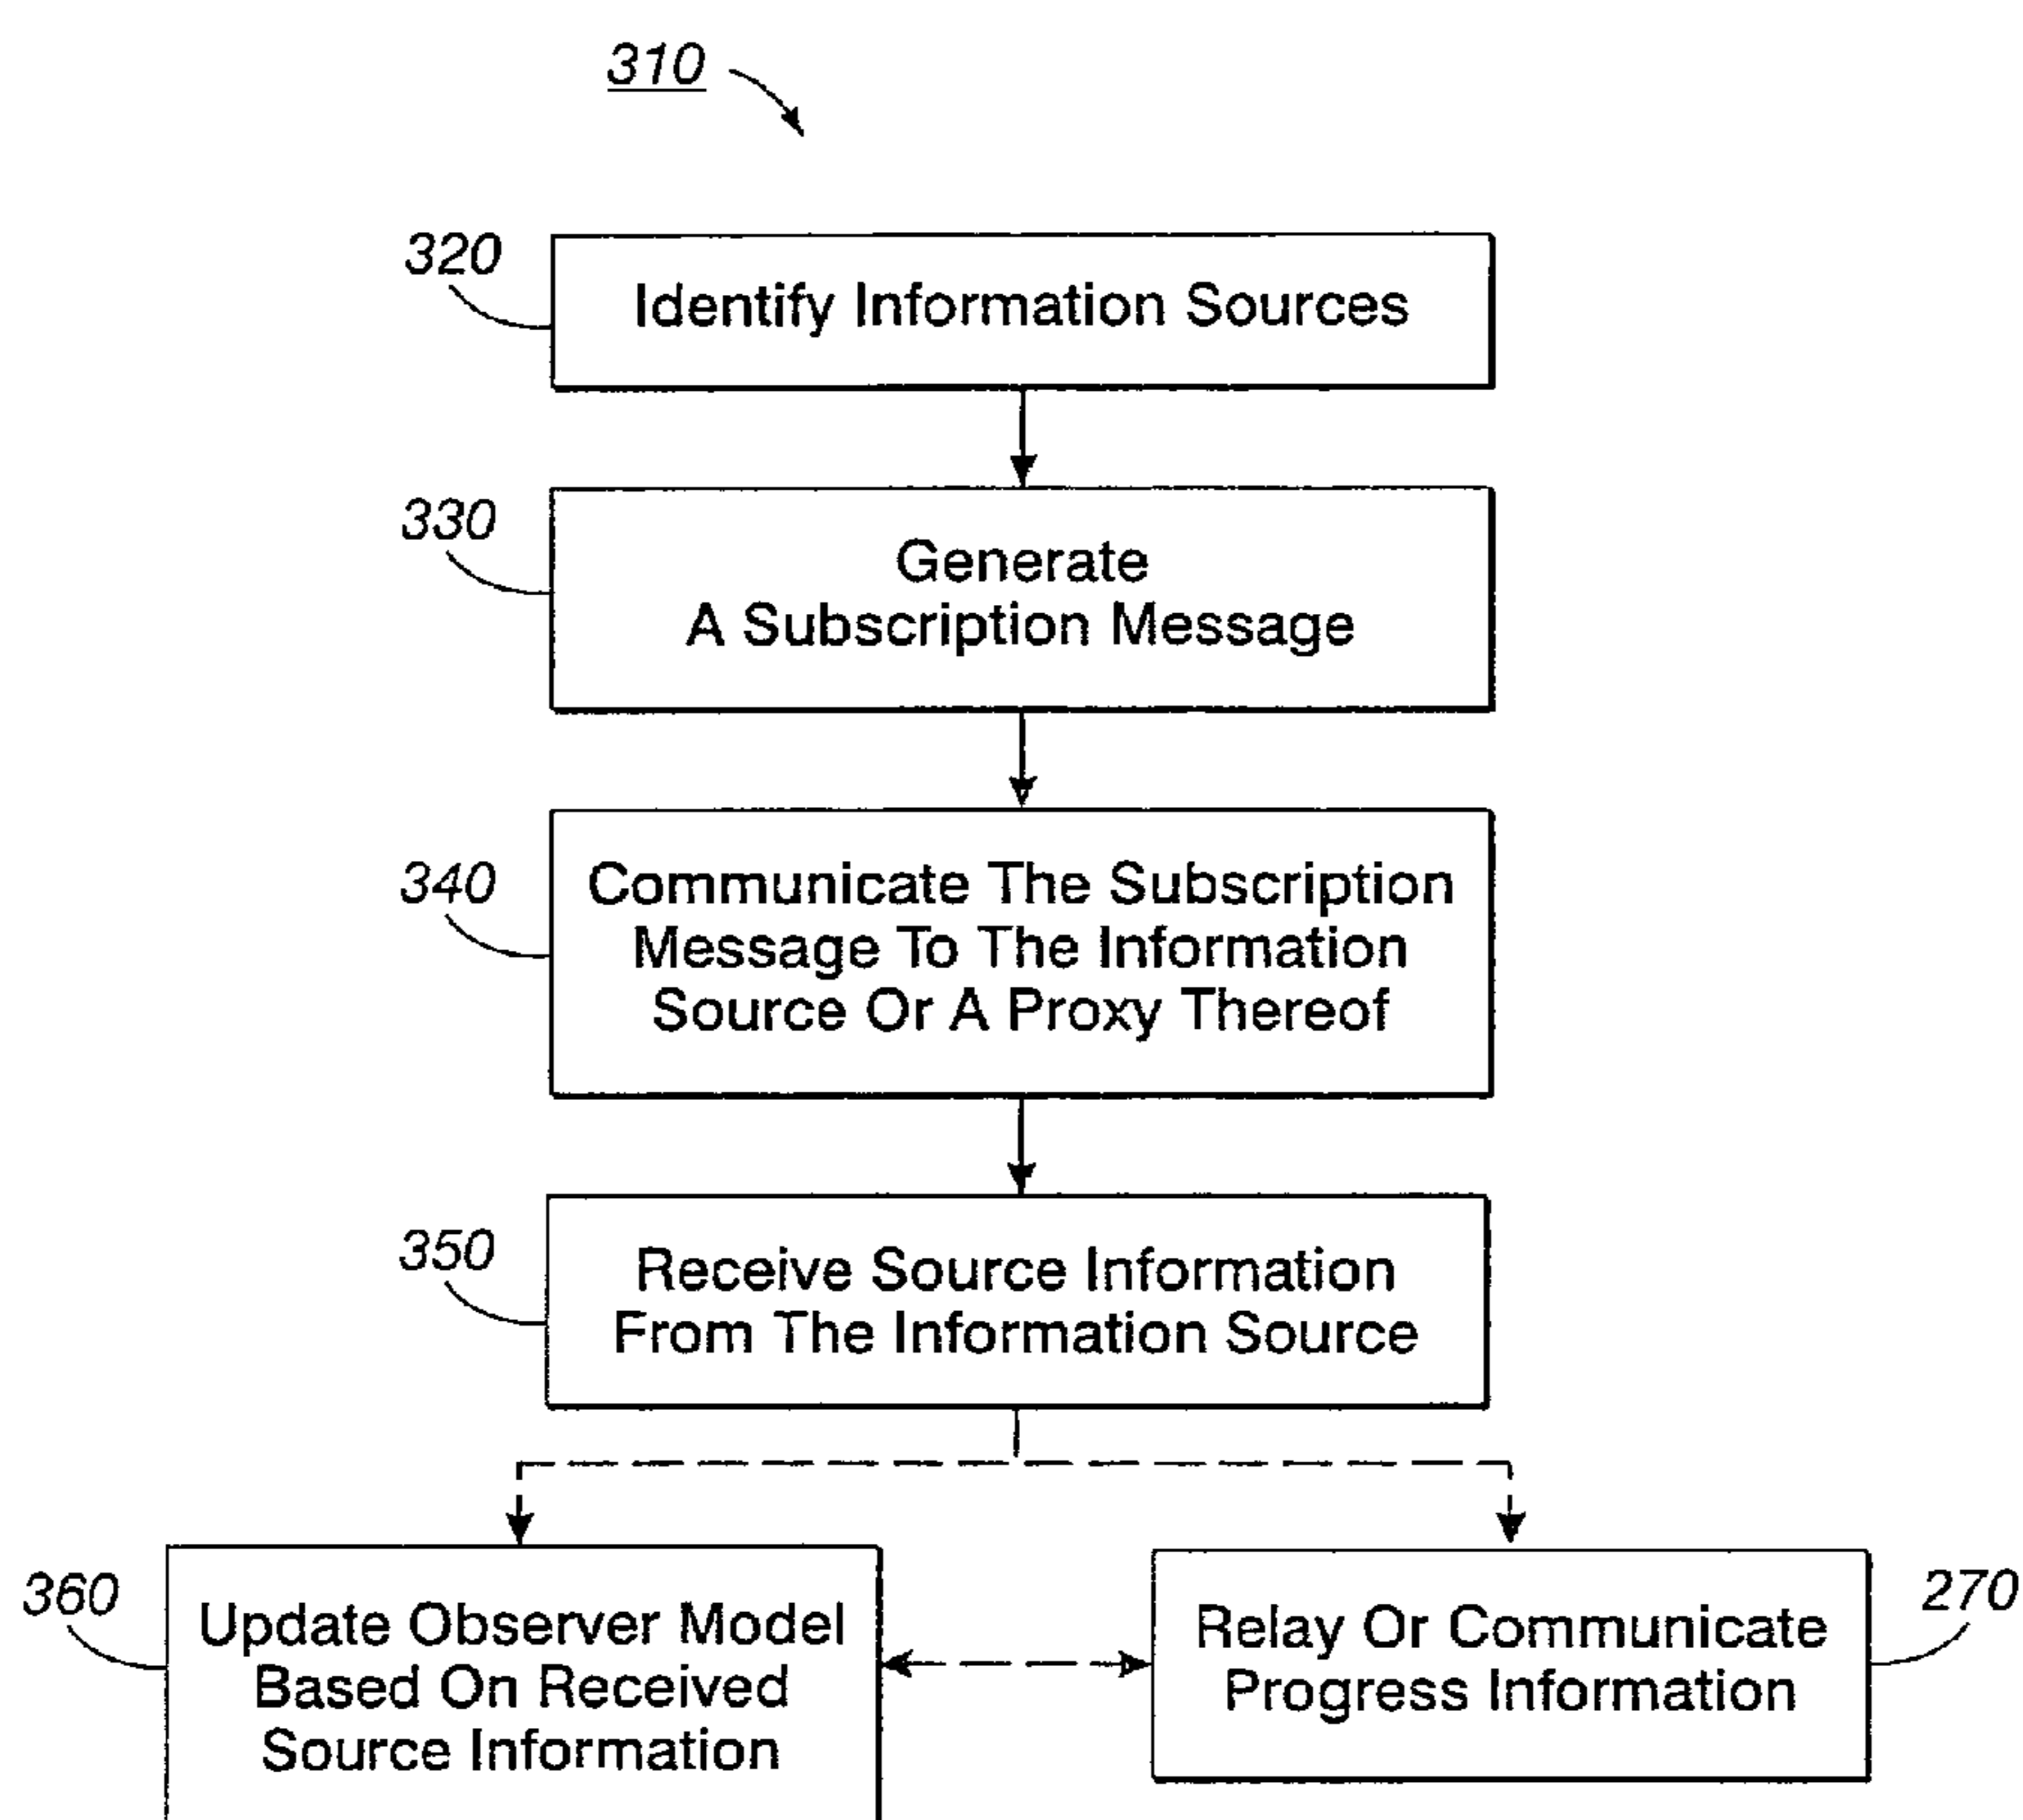 310
320
Identify Information Sources
330
Generate
A Subscription Message
340
Communicate The Subscription
Message To The Information
Source Or A Proxy Thereof
350
Receive Source Information
From The Information Source
360
Update Observer Model
Based On Received
Source Information
270
Relay Or Communicate
Progress Information